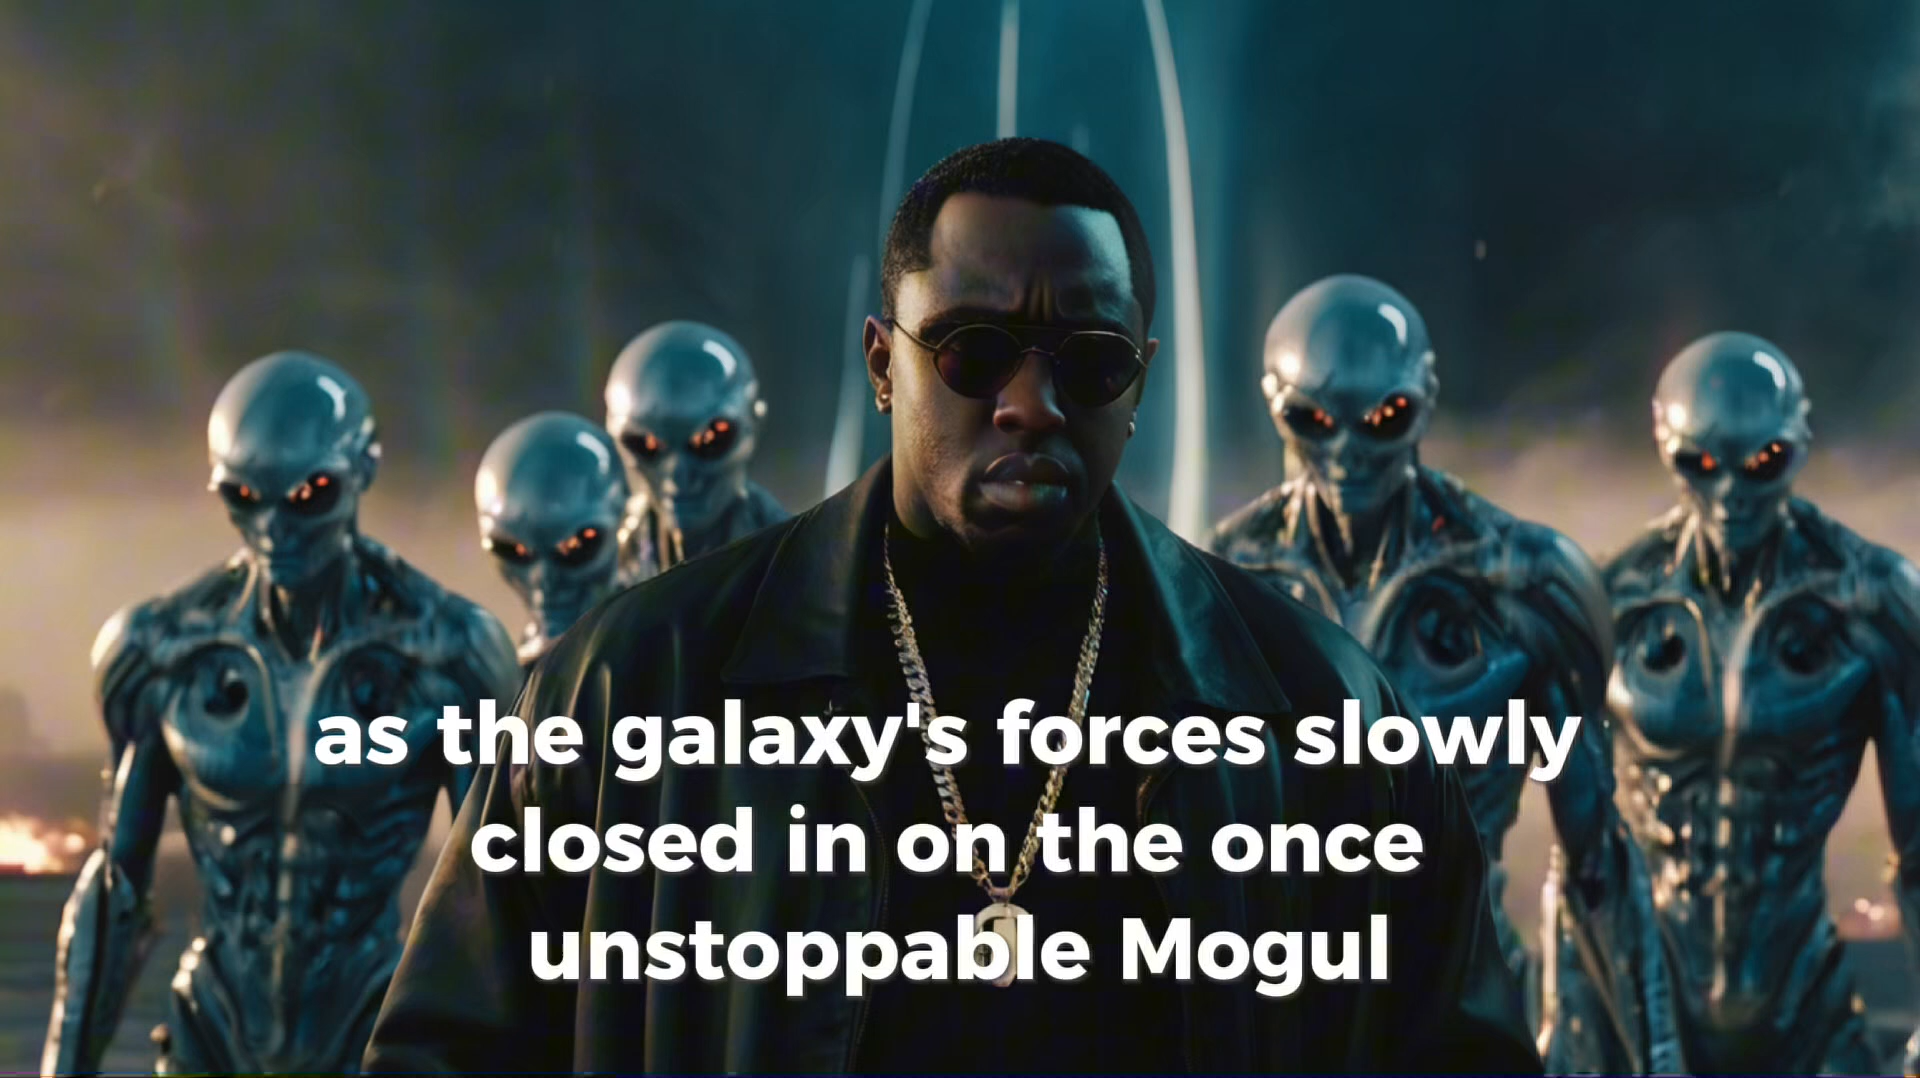 as the galaxy's forces slowly
closed in on the once
unstoppable Mogul